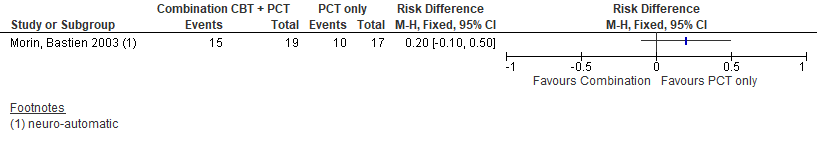 Combination CBT + PCT PCT only Risk Difference Risk Difference
Study or Subgroup Events Total Events Total M-H, Fixed, 95% CI M-H, Fixed, 95% CI
Morin, Bastien 2003 (1) 15 19 10 17 0.20 [-0.10, 0.50]
-1 -0.5 0 0.5 1
Favours Combination Favours PCT only
Footnotes
(1) neuro-automatic